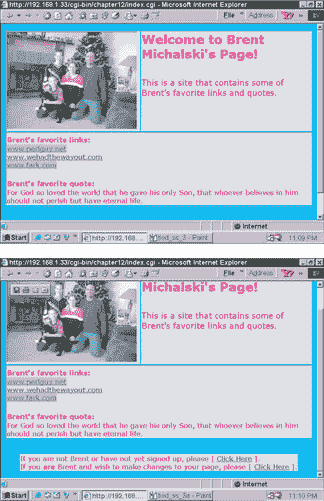 http://192.168.1.33/cgi-bin/chapter12/index.cgi - Microsoft Internet Explorer
File Address
Welcome to Brent
Michalski's Page!
This is a site that contains some of
Brent's favorite links and quotes.
Brent's favorite links:
www.perlguy.net
www.wehadthewayout.com
www.fark.com
Brent's favorite quote:
For God so loved the world that he gave his only Son, that whoever believes in him
should not perish but have eternal life.
Internet
Start http://192.168.... - Paint 11:09 PM
http://192.168.1.33/cgi-bin/chapter12/index.cgi - Microsoft Internet Explorer
File Address
Michalski's Page!
This is a site that contains some of
Brent's favorite links and quotes.
Brent's favorite links:
www.perlguy.net
www.wehadthewayout.com
www.fark.com
Brent's favorite quote:
For God so loved the world that he gave his only Son, that whoever believes in him
should not perish but have eternal life.
If you are not Brent or have not yet signed up, please [ Click Here ].
If you are Brent and wish to make changes to your page, please [ Click Here ].
Internet
Start http://192.168.... - Paint 11:10 PM